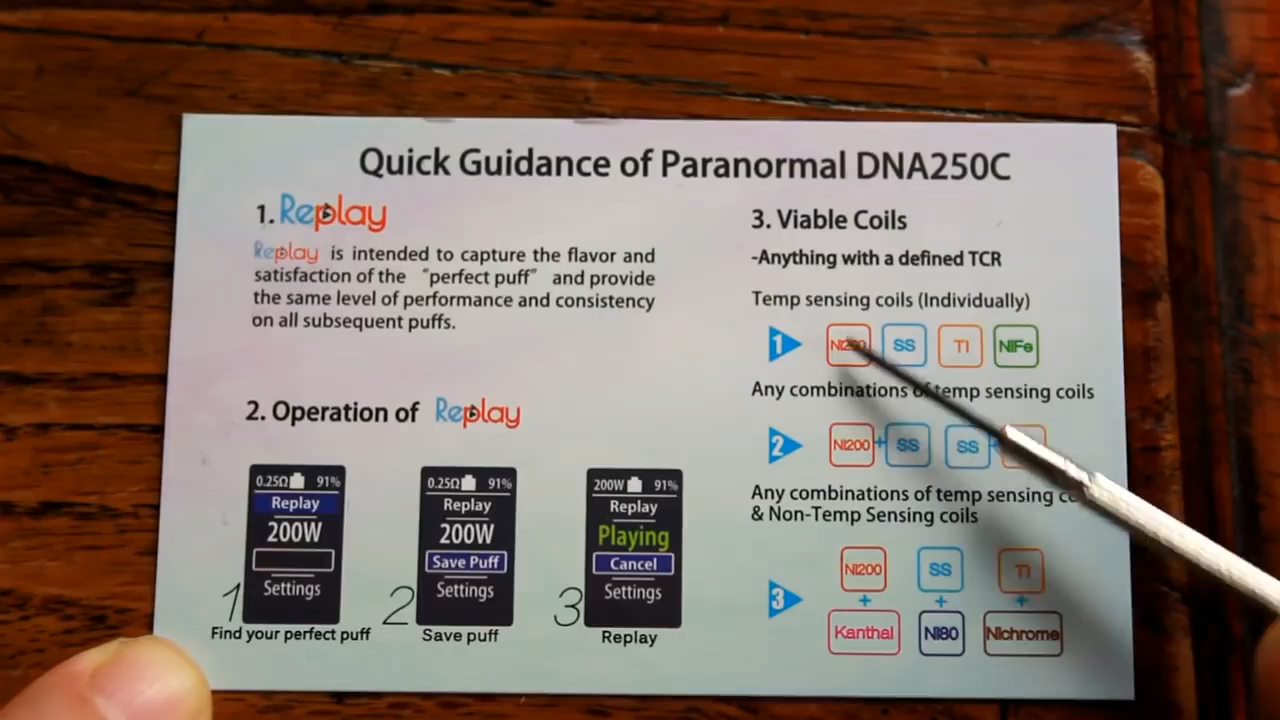 Quick Guidance of Paranormal DNA250C
1. Replay
Replay is intended to capture the flavor and
satisfaction of the “perfect puff” and provide
the same level of performance and consistency
on all subsequent puffs.
2. Operation of Replay
0.25Ω 91%
Replay
200W
Settings
1
Find your perfect puff
0.25Ω 91%
Replay
200W
Save Puff
Settings
2
Save puff
200W 91%
Replay
Playing
Cancel
Settings
3
Replay
3. Viable Coils
-Anything with a defined TCR
Temp sensing coils (Individually)
1 NI200 SS TI NIFe
Any combinations of temp sensing coils
2 NI200 + SS SS
Any combinations of temp sensing
& Non-Temp Sensing coils
3 NI200 SS TI
+ + +
Kanthal NI80 Nichrome